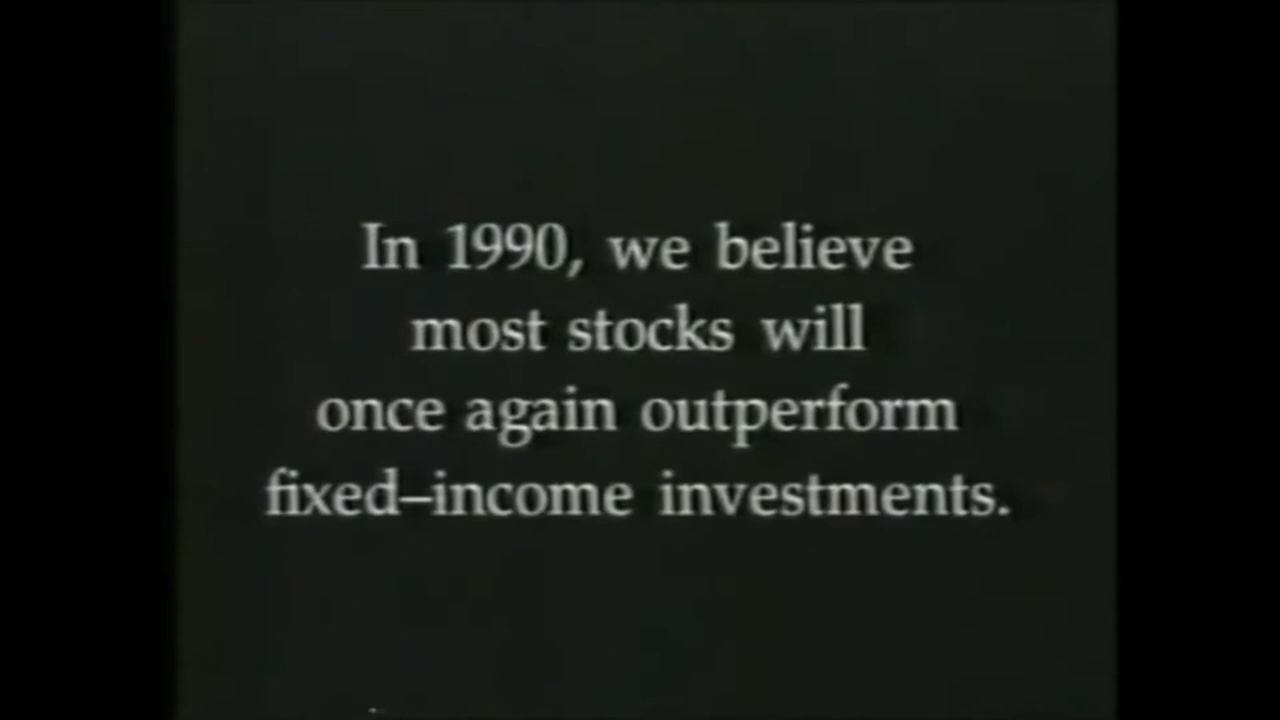 In 1990, we believe
most stocks will
once again outperform
fixed–income investments.